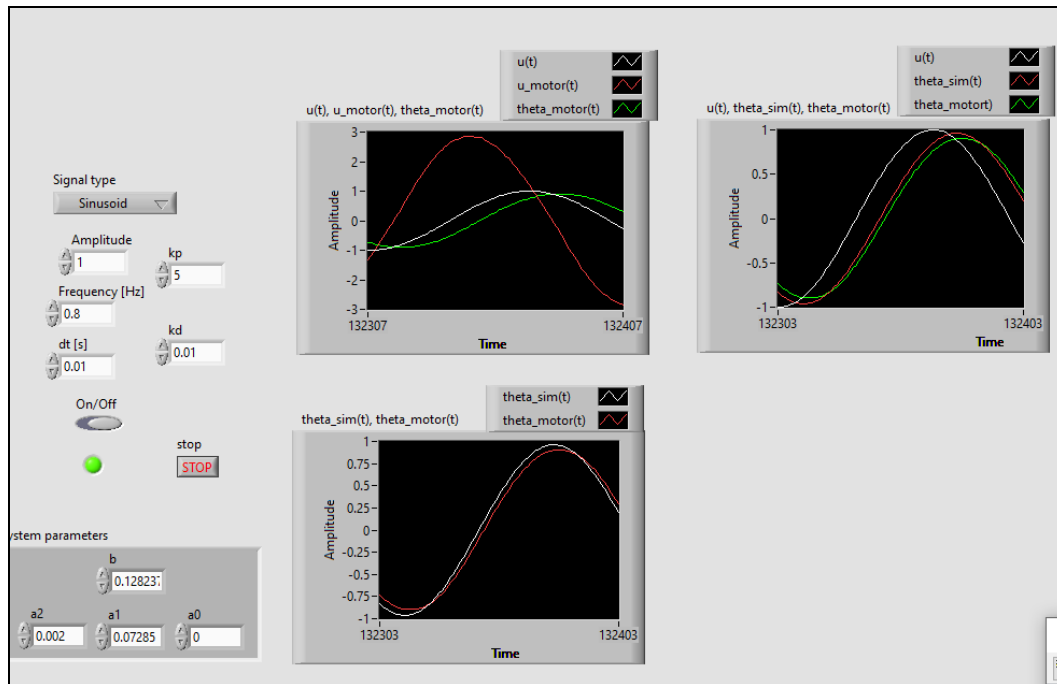 u(t)
u_motor(t)
theta_motor(t)
u(t), u_motor(t), theta_motor(t)
3
2
1
0
-1
-2
-3
Amplitude
132307
132407
Time
u(t)
theta_sim(t)
theta_motort)
u(t), theta_sim(t), theta_motor(t)
1
0.5
0
-0.5
-1
Amplitude
132303
132403
Time
Signal type
Sinusoid
Amplitude
1
kp
5
Frequency [Hz]
0.8
kd
0.01
dt [s]
0.01
On/Off
stop
STOP
theta_sim(t)
theta_motor(t)
theta_sim(t), theta_motor(t)
1
0.75
0.5
0.25
0
-0.25
-0.5
-0.75
-1
Amplitude
132303
132403
Time
ystem parameters
b
0.128237
a2
a1
a0
0.002
0.07285
0